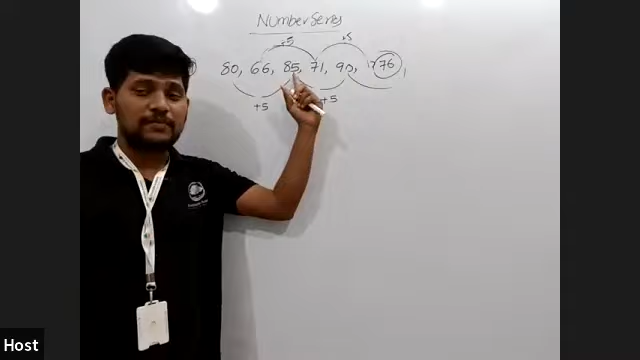 Number Series
+5 +5
80, 66, 85, 71, 90, 76
+5 +5
Host